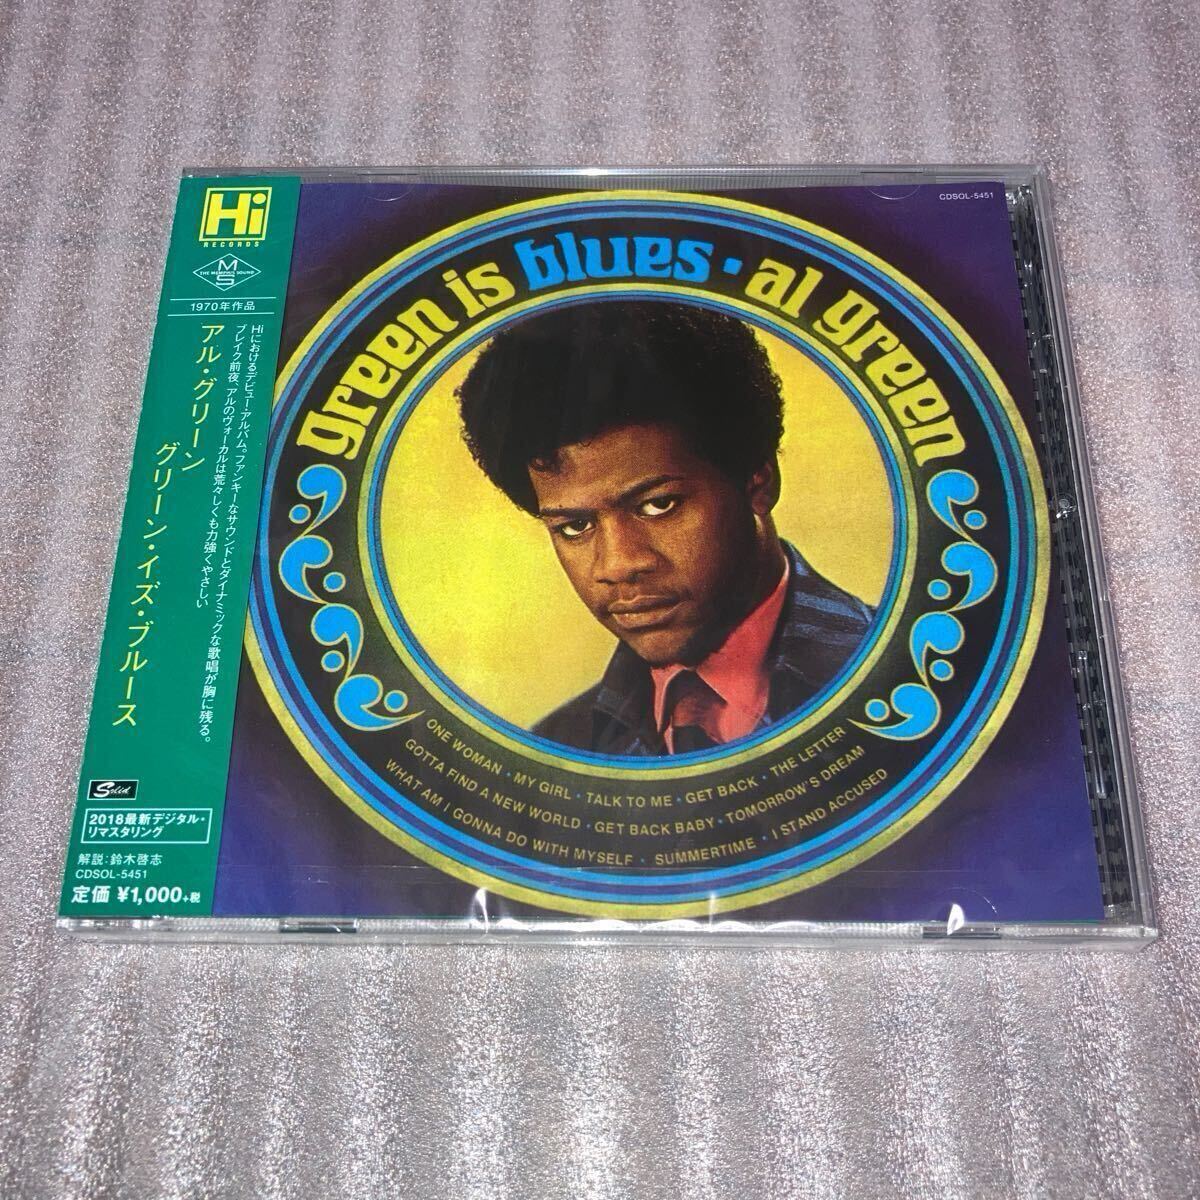 Hi
RECORDS
M
THE MEMPHIS SOUND
S
1970年作品
Hiにおけるデビュー・アルバム。ファンキーなサウンドとダイナミックな歌唱が胸に残る。
ブレイク前夜、アルのヴォーカルは荒々しくも力強くやさしい
アル・グリーン
グリーン・イズ・ブルース
Solid
2018最新デジタル・
リマスタリング
解説:鈴木啓志
CDSOL-5451
定価 ¥1,000+税
CDSOL-5451
green is blues · al green
ONE WOMAN · MY GIRL · TALK TO ME · GET BACK · THE LETTER
GOTTA FIND A NEW WORLD · GET BACK BABY · TOMORROW'S DREAM
WHAT AM I GONNA DO WITH MYSELF · SUMMERTIME · I STAND ACCUSED